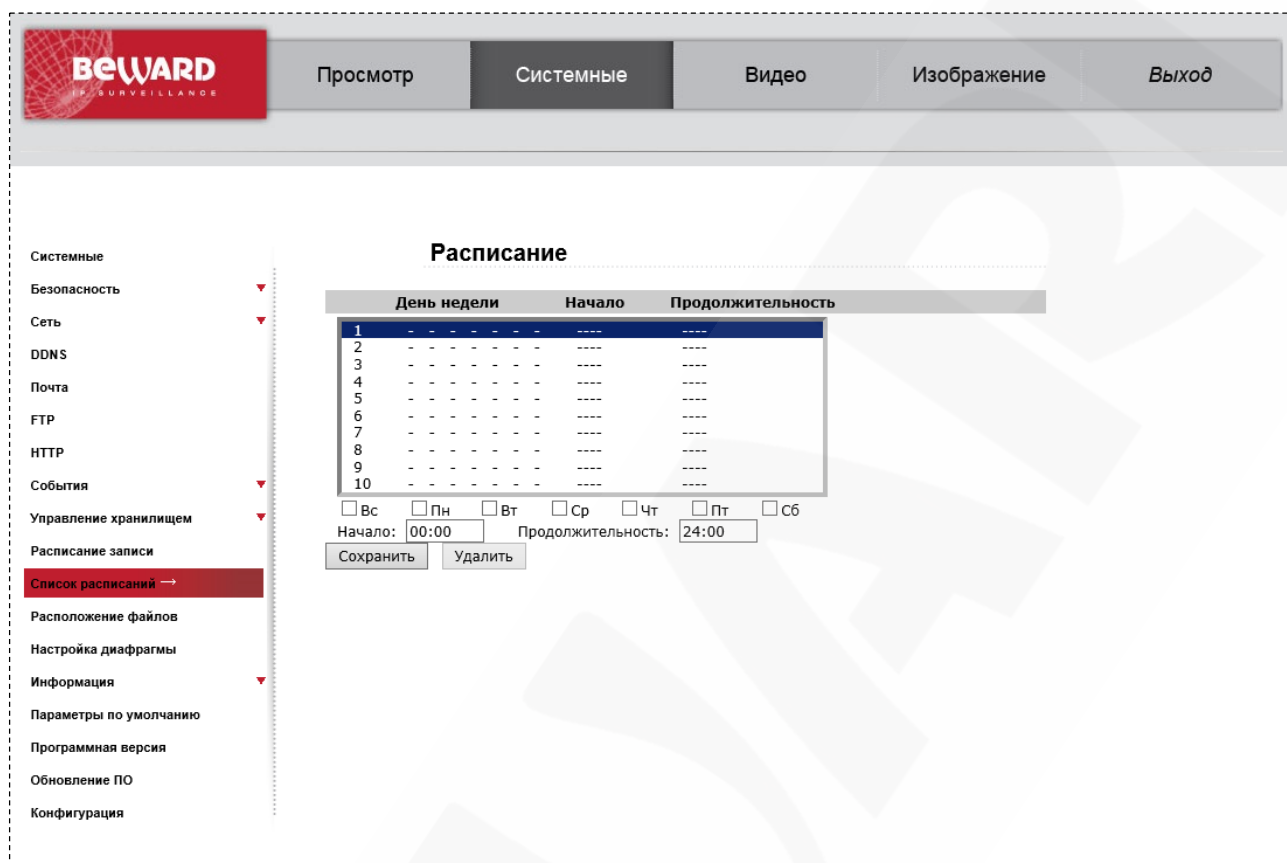 BEWARD
IP SURVEILLANCE
Просмотр
Системные
Видео
Изображение
Выход
Системные
Безопасность
Сеть
DDNS
Почта
FTP
HTTP
События
Управление хранилищем
Расписание записи
Список расписаний →
Расположение файлов
Настройка диафрагмы
Информация
Параметры по умолчанию
Программная версия
Обновление ПО
Конфигурация
Расписание
День недели Начало Продолжительность
1 - - - - - - - ---- ----
2 - - - - - - - ---- ----
3 - - - - - - - ---- ----
4 - - - - - - - ---- ----
5 - - - - - - - ---- ----
6 - - - - - - - ---- ----
7 - - - - - - - ---- ----
8 - - - - - - - ---- ----
9 - - - - - - - ---- ----
10 - - - - - - - ---- ----
Вс Пн Вт Ср Чт Пт Сб
Начало: 00:00 Продолжительность: 24:00
Сохранить Удалить